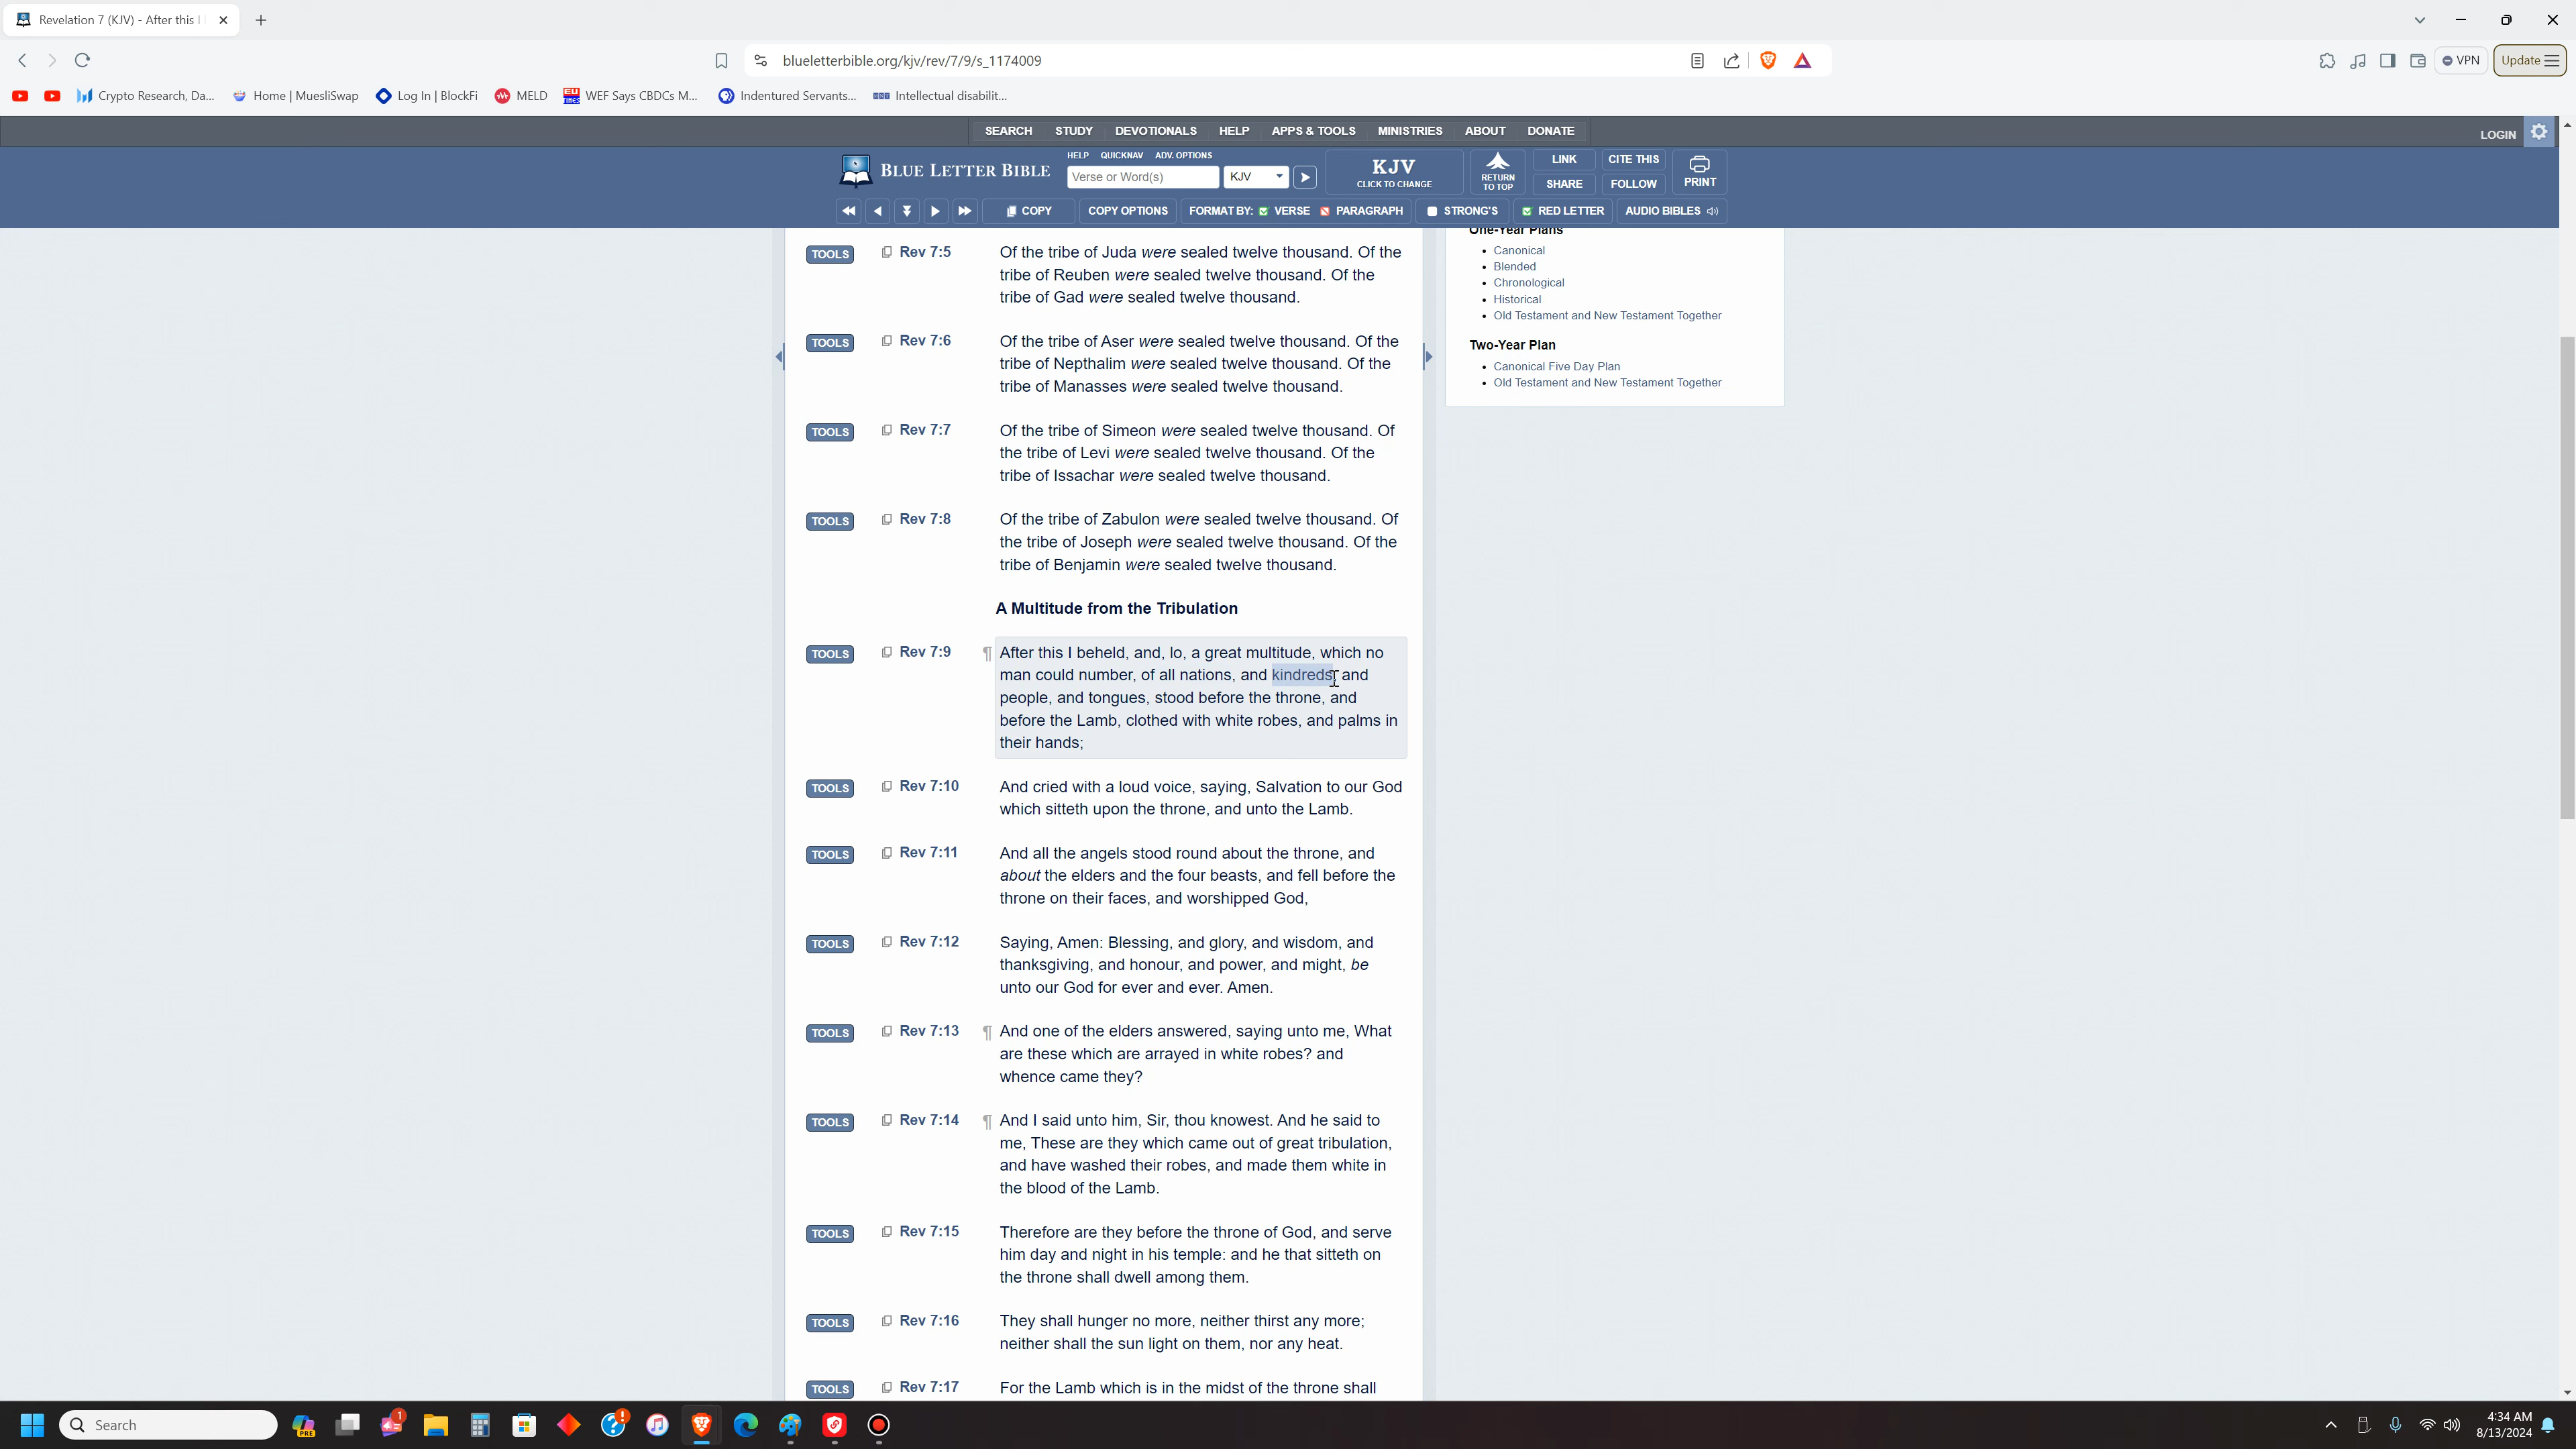 Revelation 7 (KJV) - After this I
blueletterbible.org/kjv/rev/7/9/s_1174009
VPN
Update
Crypto Research, Da...
Home | MuesliSwap
Log In | BlockFi
MELD
WEF Says CBDCs M...
Indentured Servants...
Intellectual disabilit...
SEARCH STUDY DEVOTIONALS HELP APPS & TOOLS MINISTRIES ABOUT DONATE
LOGIN
BLUE LETTER BIBLE
HELP QUICKNAV ADV. OPTIONS
Verse or Word(s)
KJV
KJV
CLICK TO CHANGE
RETURN
TO TOP
LINK
CITE THIS
SHARE
FOLLOW
PRINT
COPY
COPY OPTIONS
FORMAT BY: VERSE PARAGRAPH
STRONG'S
RED LETTER
AUDIO BIBLES
TOOLS
Rev 7:5
Of the tribe of Juda were sealed twelve thousand. Of the
tribe of Reuben were sealed twelve thousand. Of the
tribe of Gad were sealed twelve thousand.
TOOLS
Rev 7:6
Of the tribe of Aser were sealed twelve thousand. Of the
tribe of Nepthalim were sealed twelve thousand. Of the
tribe of Manasses were sealed twelve thousand.
TOOLS
Rev 7:7
Of the tribe of Simeon were sealed twelve thousand. Of
the tribe of Levi were sealed twelve thousand. Of the
tribe of Issachar were sealed twelve thousand.
TOOLS
Rev 7:8
Of the tribe of Zabulon were sealed twelve thousand. Of
the tribe of Joseph were sealed twelve thousand. Of the
tribe of Benjamin were sealed twelve thousand.
A Multitude from the Tribulation
TOOLS
Rev 7:9
¶ After this I beheld, and, lo, a great multitude, which no
man could number, of all nations, and kindreds, and
people, and tongues, stood before the throne, and
before the Lamb, clothed with white robes, and palms in
their hands;
TOOLS
Rev 7:10
And cried with a loud voice, saying, Salvation to our God
which sitteth upon the throne, and unto the Lamb.
TOOLS
Rev 7:11
And all the angels stood round about the throne, and
about the elders and the four beasts, and fell before the
throne on their faces, and worshipped God,
TOOLS
Rev 7:12
Saying, Amen: Blessing, and glory, and wisdom, and
thanksgiving, and honour, and power, and might, be
unto our God for ever and ever. Amen.
TOOLS
Rev 7:13
¶ And one of the elders answered, saying unto me, What
are these which are arrayed in white robes? and
whence came they?
TOOLS
Rev 7:14
¶ And I said unto him, Sir, thou knowest. And he said to
me, These are they which came out of great tribulation,
and have washed their robes, and made them white in
the blood of the Lamb.
TOOLS
Rev 7:15
Therefore are they before the throne of God, and serve
him day and night in his temple: and he that sitteth on
the throne shall dwell among them.
TOOLS
Rev 7:16
They shall hunger no more, neither thirst any more;
neither shall the sun light on them, nor any heat.
TOOLS
Rev 7:17
For the Lamb which is in the midst of the throne shall
One-Year Plans
• Canonical
• Blended
• Chronological
• Historical
• Old Testament and New Testament Together
Two-Year Plan
• Canonical Five Day Plan
• Old Testament and New Testament Together
Search
PRE
1
4:34 AM
8/13/2024